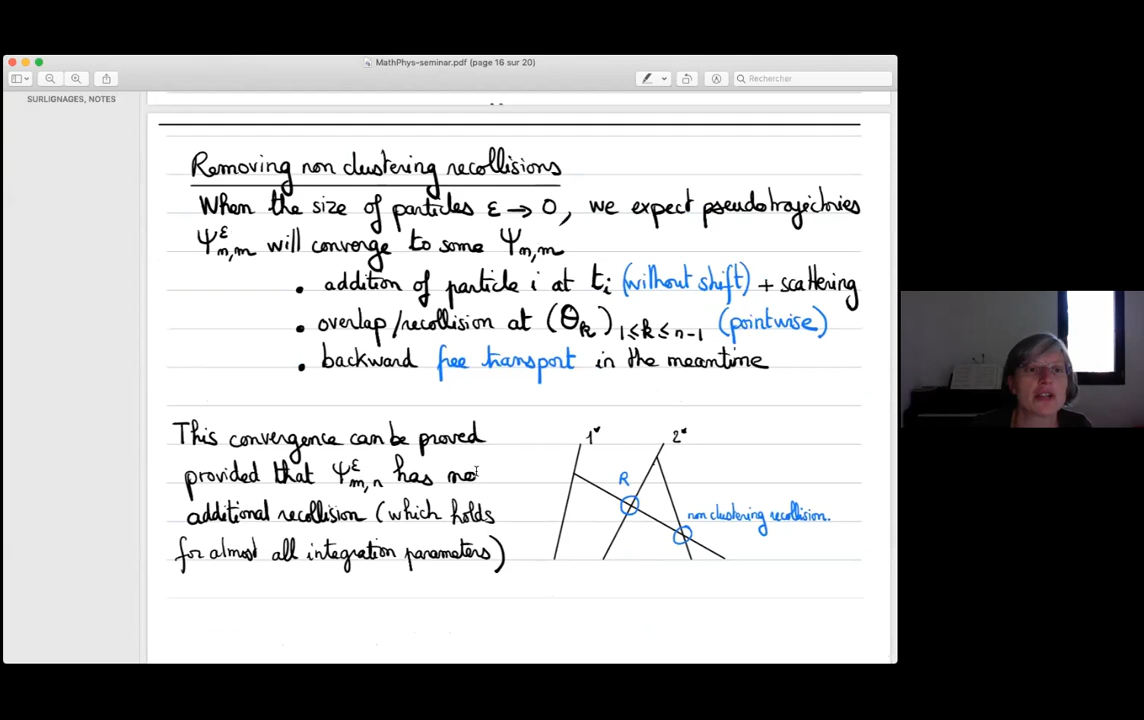 MathPhys-seminar.pdf (page 16 sur 20)
Rechercher
SURLIGNAGES, NOTES
Removing non clustering recollisions
When the size of particles ε → 0, we expect pseudotrajectories
Ψ^ε_{n,m} will converge to some Ψ_{n,m}
• addition of particle i at t_i (without shift) + scattering
• overlap/recollision at (Θ_k)_{1≤k≤n-1} (pointwise)
• backward free transport in the meantime
This convergence can be proved
provided that Ψ^ε_{m,n} has no
additional recollision (which holds
for almost all integration parameters)
1* 2*
R
non clustering recollision.